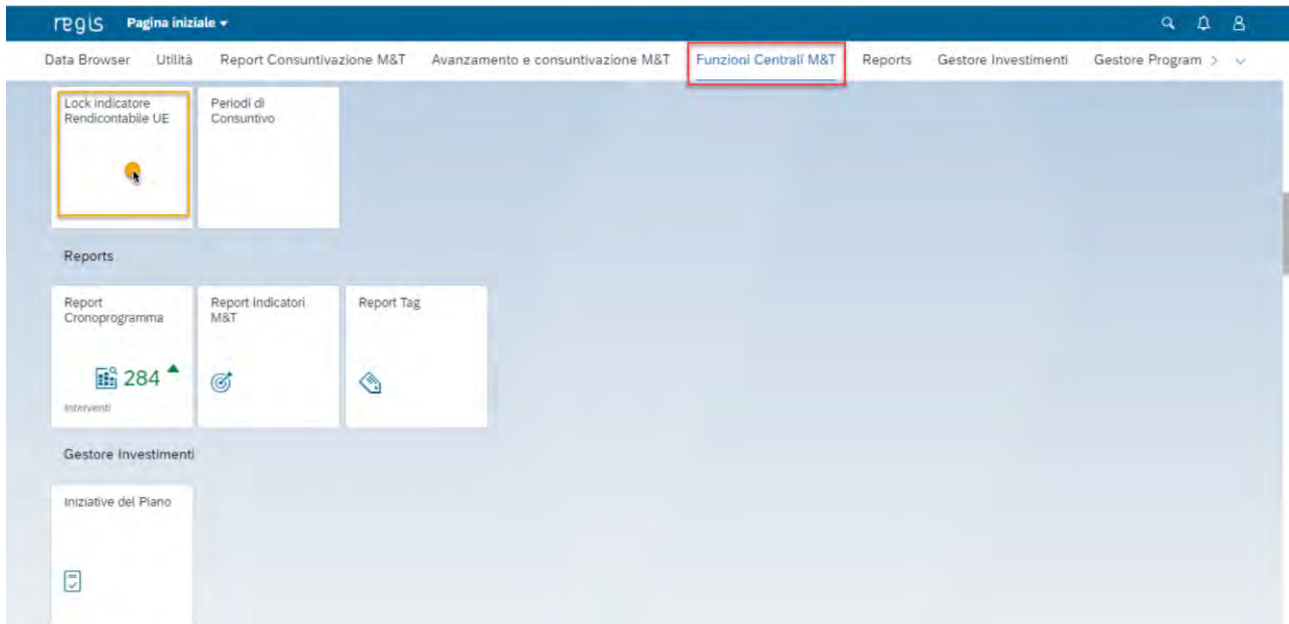 regis Pagina iniziale
Data Browser Utilità Report Consuntivazione M&T Avanzamento e consuntivazione M&T Funzioni Centrali M&T Reports Gestore Investimenti Gestore Program
Lock indicatore
Rendicontabile UE
Periodi di
Consuntivo
Reports
Report
Cronoprogramma
284
Interventi
Report Indicatori
M&T
Report Tag
Gestore Investimenti
Iniziative del Piano